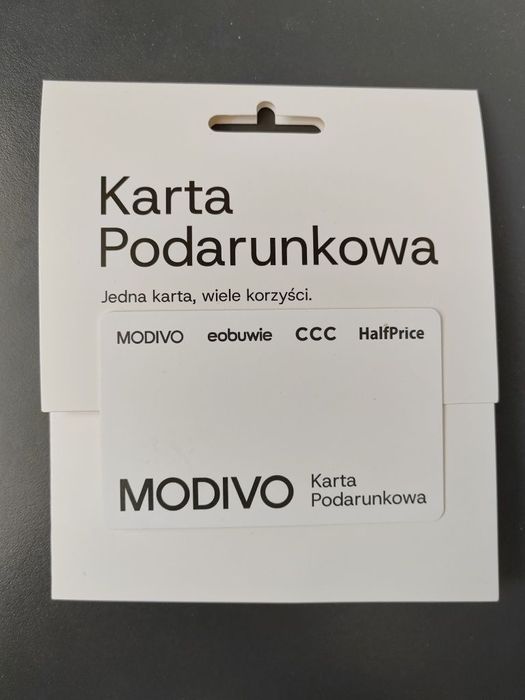 Karta
Podarunkowa
Jedna karta, wiele korzyści.
MODIVO eobuwie CCC HalfPrice
MODIVO Karta
Podarunkowa